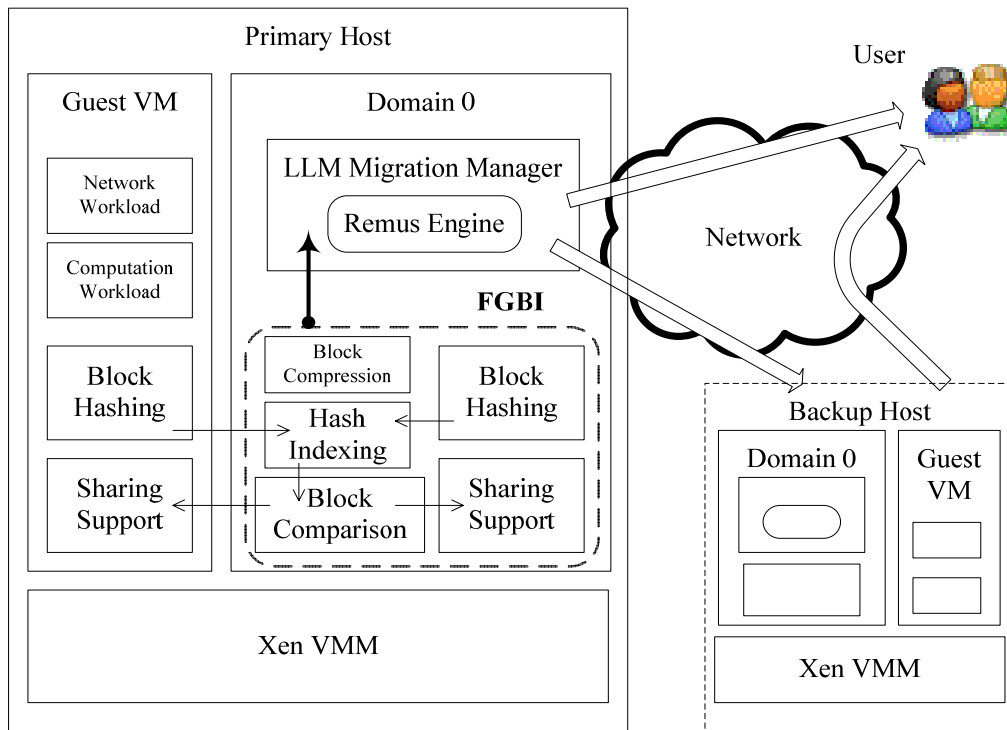 Primary Host
User
Guest VM
Domain 0
Network
Workload
Computation
Workload
LLM Migration Manager
Remus Engine
Network
FGBI
Block
Hashing
Block
Compression
Block
Hashing
Hash
Indexing
Sharing
Support
Block
Comparison
Sharing
Support
Xen VMM
Backup Host
Domain 0
Guest
VM
Xen VMM